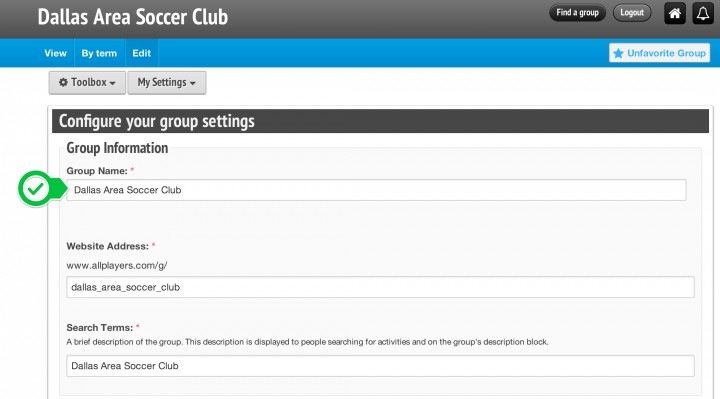 Dallas Area Soccer Club
Find a group
Logout
View By term Edit
Unfavorite Group
Toolbox
My Settings
Configure your group settings
Group Information
Group Name: *
Dallas Area Soccer Club
Website Address: *
www.allplayers.com/g/
dallas_area_soccer_club
Search Terms: *
A brief description of the group. This description is displayed to people searching for activities and on the group's description block.
Dallas Area Soccer Club